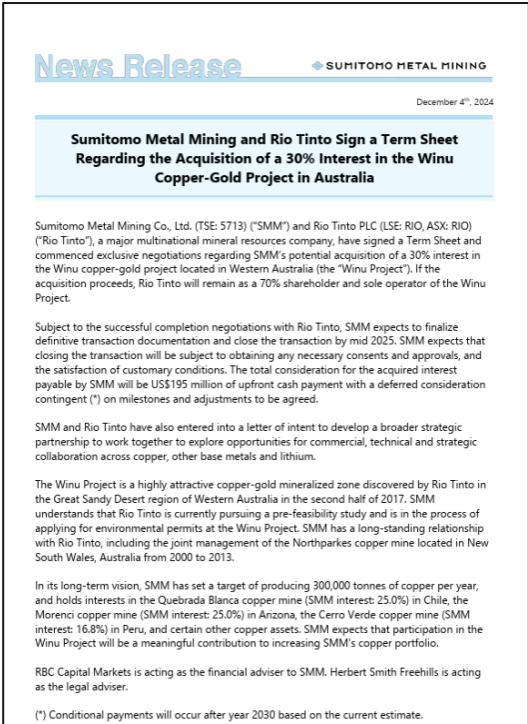 News Release
SUMITOMO METAL MINING
December 4th, 2024
Sumitomo Metal Mining and Rio Tinto Sign a Term Sheet
Regarding the Acquisition of a 30% Interest in the Winu
Copper-Gold Project in Australia
Sumitomo Metal Mining Co., Ltd. (TSE: 5713) ("SMM") and Rio Tinto PLC (LSE: RIO, ASX: RIO)
("Rio Tinto"), a major multinational mineral resources company, have signed a Term Sheet and
commenced exclusive negotiations regarding SMM's potential acquisition of a 30% interest in
the Winu copper-gold project located in Western Australia (the "Winu Project"). If the
acquisition proceeds, Rio Tinto will remain as a 70% shareholder and sole operator of the Winu
Project.
Subject to the successful completion negotiations with Rio Tinto, SMM expects to finalize
definitive transaction documentation and close the transaction by mid 2025. SMM expects that
closing the transaction will be subject to obtaining any necessary consents and approvals, and
the satisfaction of customary conditions. The total consideration for the acquired interest
payable by SMM will be US$195 million of upfront cash payment with a deferred consideration
contingent (*) on milestones and adjustments to be agreed.
SMM and Rio Tinto have also entered into a letter of intent to develop a broader strategic
partnership to work together to explore opportunities for commercial, technical and strategic
collaboration across copper, other base metals and lithium.
The Winu Project is a highly attractive copper-gold mineralized zone discovered by Rio Tinto in
the Great Sandy Desert region of Western Australia in the second half of 2017. SMM
understands that Rio Tinto is currently pursuing a pre-feasibility study and is in the process of
applying for environmental permits at the Winu Project. SMM has a long-standing relationship
with Rio Tinto, including the joint management of the Northparkes copper mine located in New
South Wales, Australia from 2000 to 2013.
In its long-term vision, SMM has set a target of producing 300,000 tonnes of copper per year,
and holds interests in the Quebrada Blanca copper mine (SMM interest: 25.0%) in Chile, the
Morenci copper mine (SMM interest: 25.0%) in Arizona, the Cerro Verde copper mine (SMM
interest: 16.8%) in Peru, and certain other copper assets. SMM expects that participation in the
Winu Project will be a meaningful contribution to increasing SMM's copper portfolio.
RBC Capital Markets is acting as the financial adviser to SMM. Herbert Smith Freehills is acting
as the legal adviser.
(*) Conditional payments will occur after year 2030 based on the current estimate.